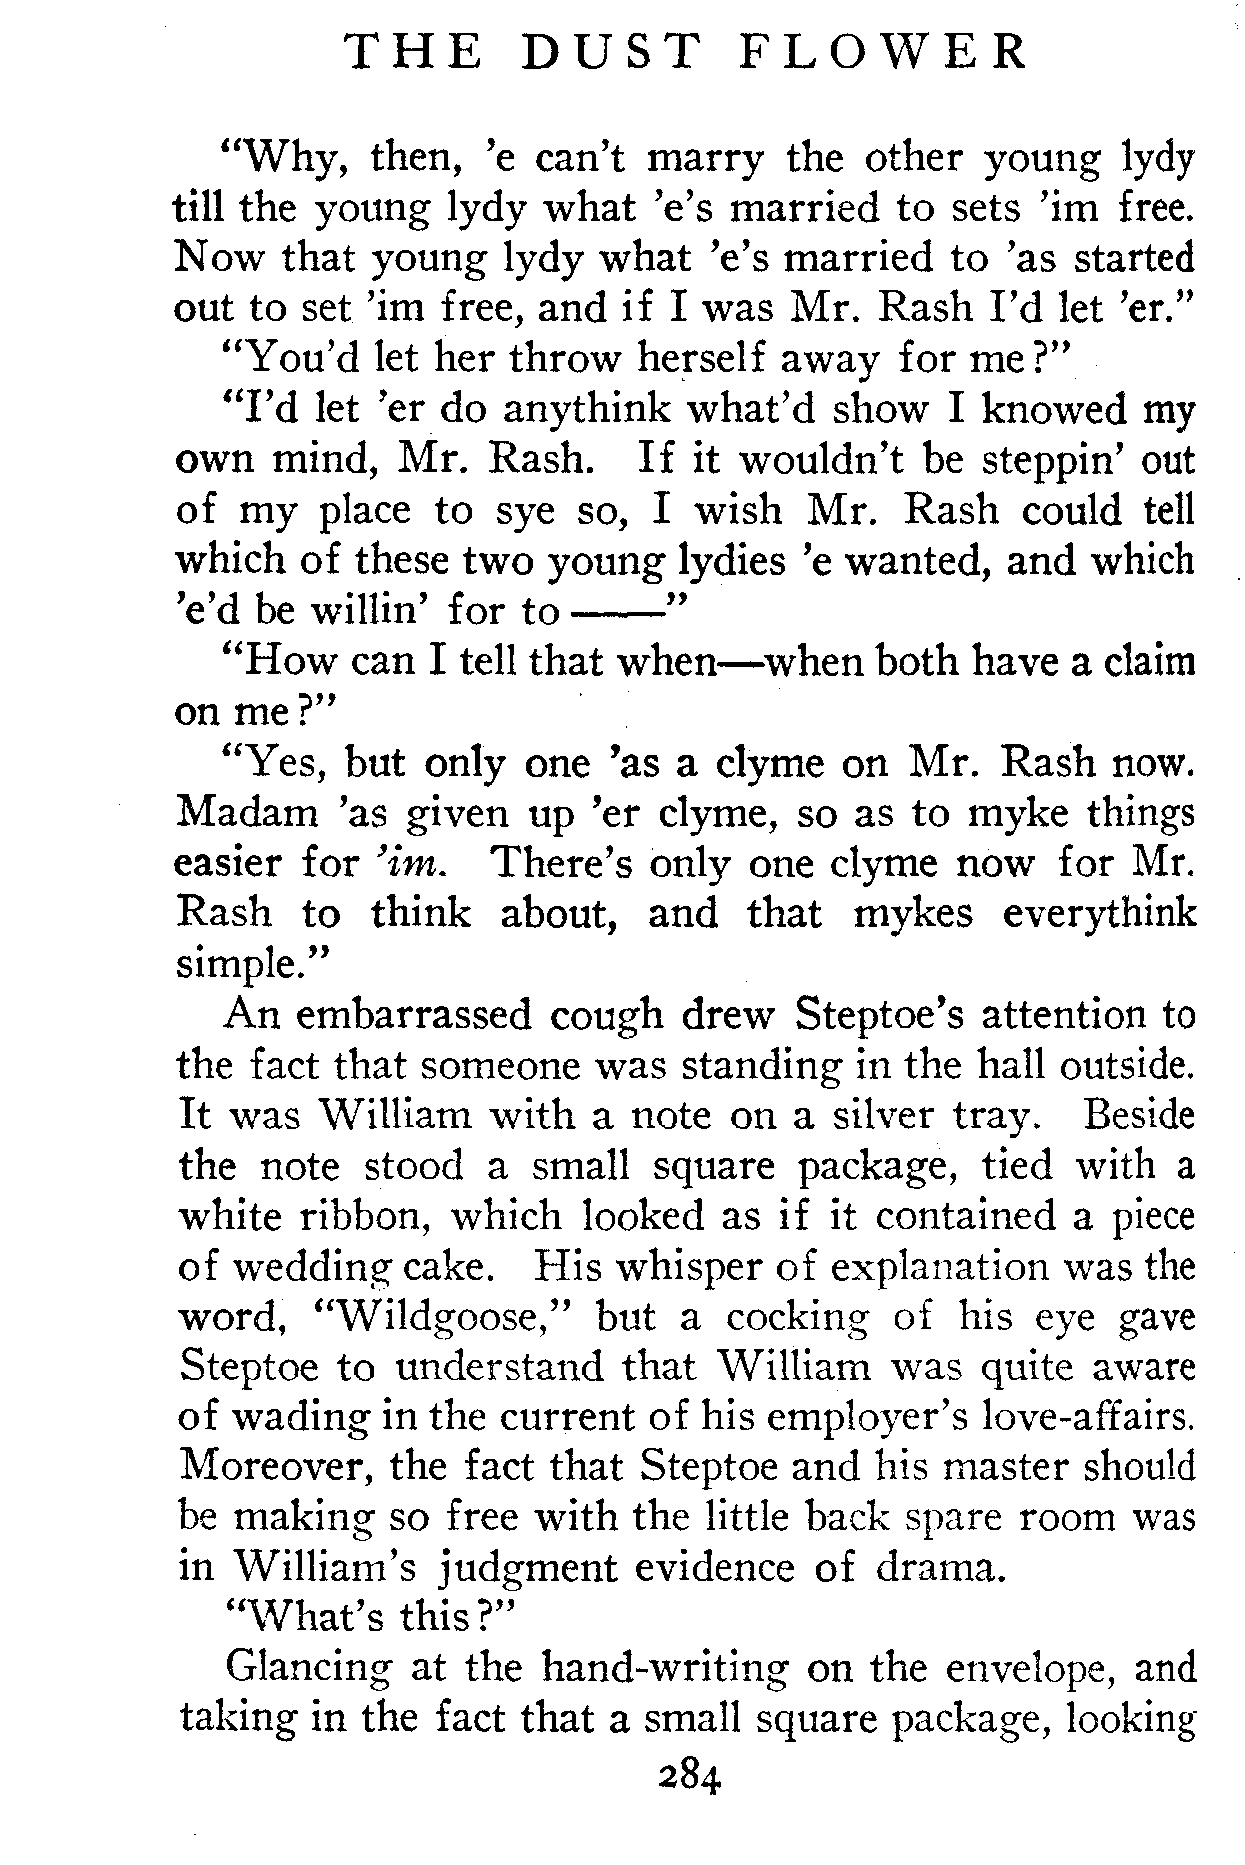 THE DUST FLOWER
“Why, then, ’e can’t marry the other young lydy
till the young lydy what ’e’s married to sets ’im free.
Now that young lydy what ’e’s married to ’as started
out to set ’im free, and if I was Mr. Rash I’d let ’er.”
“You’d let her throw herself away for me?”
“I’d let ’er do anythink what’d show I knowed my
own mind, Mr. Rash. If it wouldn’t be steppin’ out
of my place to sye so, I wish Mr. Rash could tell
which of these two young lydies ’e wanted, and which
’e’d be willin’ for to ——”
“How can I tell that when—when both have a claim
on me?”
“Yes, but only one ’as a clyme on Mr. Rash now.
Madam ’as given up ’er clyme, so as to myke things
easier for ’im. There’s only one clyme now for Mr.
Rash to think about, and that mykes everythink
simple.”
An embarrassed cough drew Steptoe’s attention to
the fact that someone was standing in the hall outside.
It was William with a note on a silver tray. Beside
the note stood a small square package, tied with a
white ribbon, which looked as if it contained a piece
of wedding cake. His whisper of explanation was the
word, “Wildgoose,” but a cocking of his eye gave
Steptoe to understand that William was quite aware
of wading in the current of his employer’s love-affairs.
Moreover, the fact that Steptoe and his master should
be making so free with the little back spare room was
in William’s judgment evidence of drama.
“What’s this?”
Glancing at the hand-writing on the envelope, and
taking in the fact that a small square package, looking
284